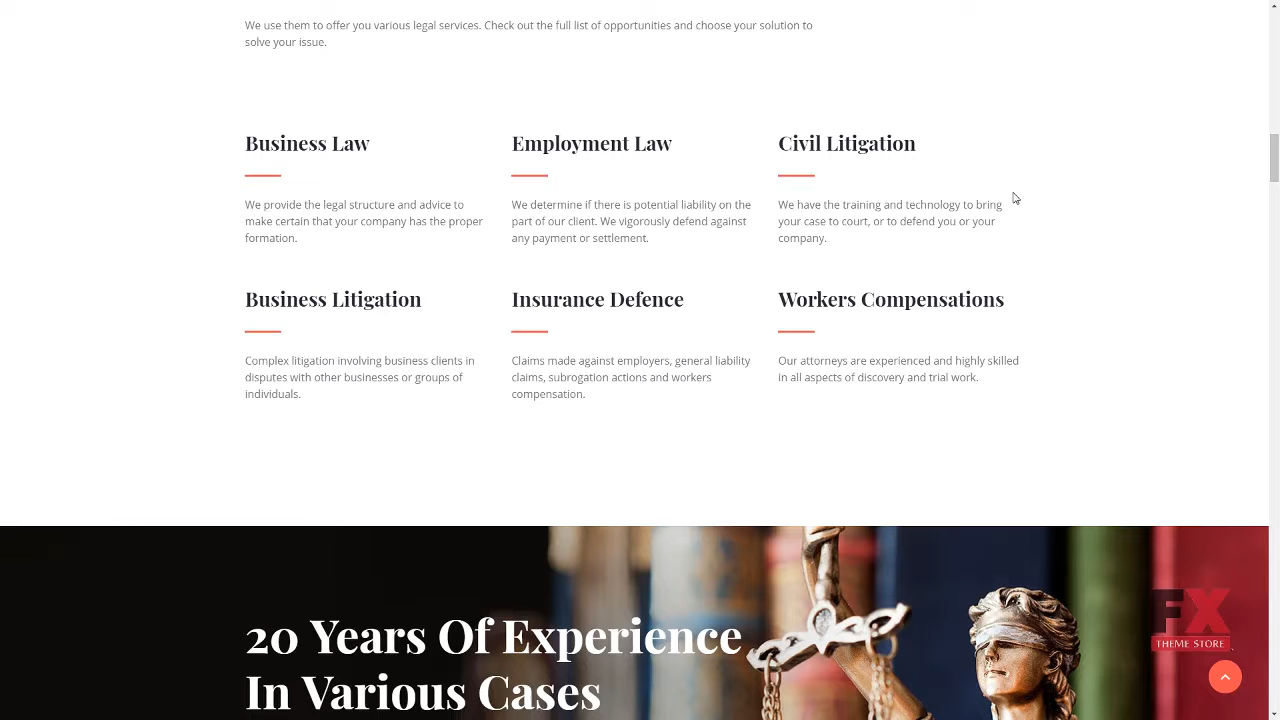 We use them to offer you various legal services. Check out the full list of opportunities and choose your solution to
solve your issue.
Business Law
We provide the legal structure and advice to
make certain that your company has the proper
formation.
Employment Law
We determine if there is potential liability on the
part of our client. We vigorously defend against
any payment or settlement.
Civil Litigation
We have the training and technology to bring
your case to court, or to defend you or your
company.
Business Litigation
Complex litigation involving business clients in
disputes with other businesses or groups of
individuals.
Insurance Defence
Claims made against employers, general liability
claims, subrogation actions and workers
compensation.
Workers Compensations
Our attorneys are experienced and highly skilled
in all aspects of discovery and trial work.
20 Years Of Experience
In Various Cases
FX
THEME STORE